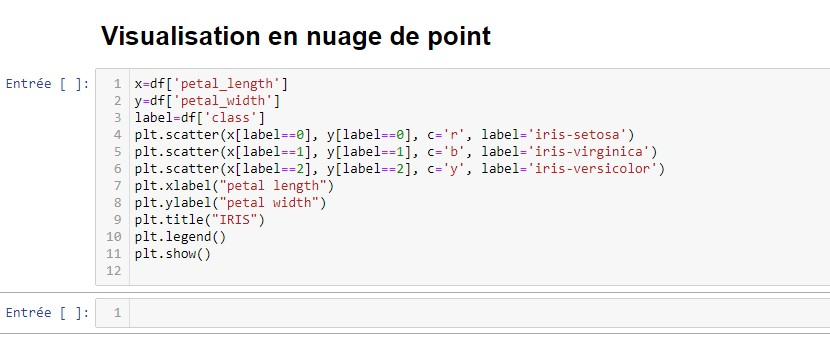 Visualisation en nuage de point
Entrée [ ]:
1 x=df['petal_length']
2 y=df['petal_width']
3 label=df['class']
4 plt.scatter(x[label==0], y[label==0], c='r', label='iris-setosa')
5 plt.scatter(x[label==1], y[label==1], c='b', label='iris-virginica')
6 plt.scatter(x[label==2], y[label==2], c='y', label='iris-versicolor')
7 plt.xlabel("petal length")
8 plt.ylabel("petal width")
9 plt.title("IRIS")
10 plt.legend()
11 plt.show()
12
Entrée [ ]:
1